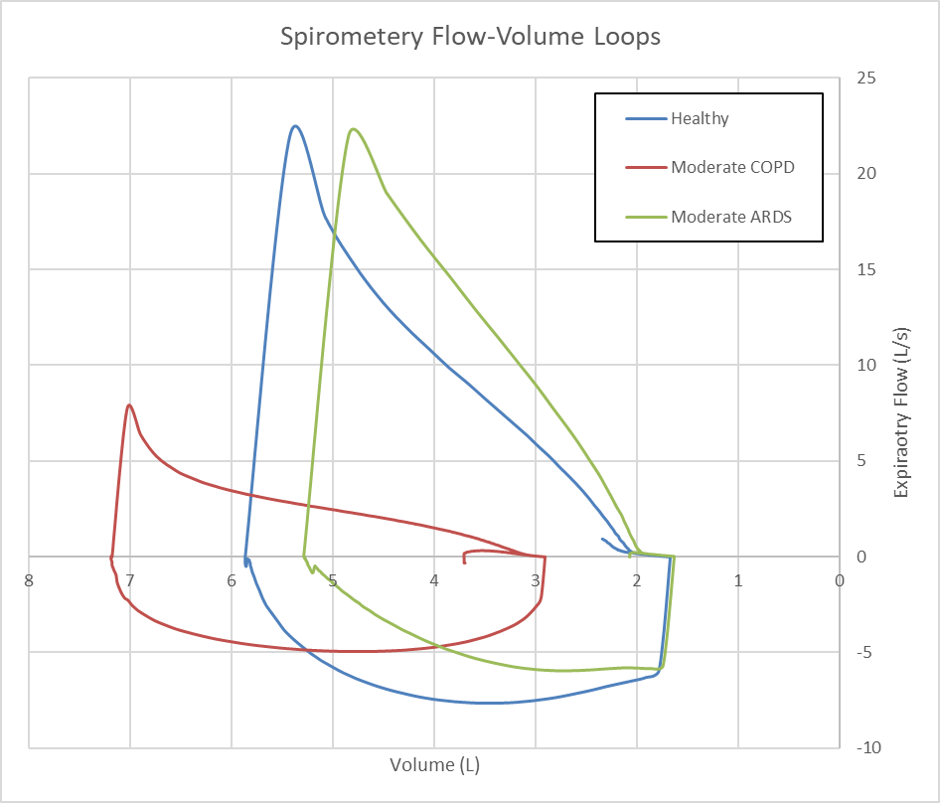 Spirometery Flow-Volume Loops
25
Healthy
Moderate COPD
20
Moderate ARDS
15
10
5
0
8 7 6 5 4 3 2 1 0
-5
-10
Expiraotry Flow (L/s)
Volume (L)